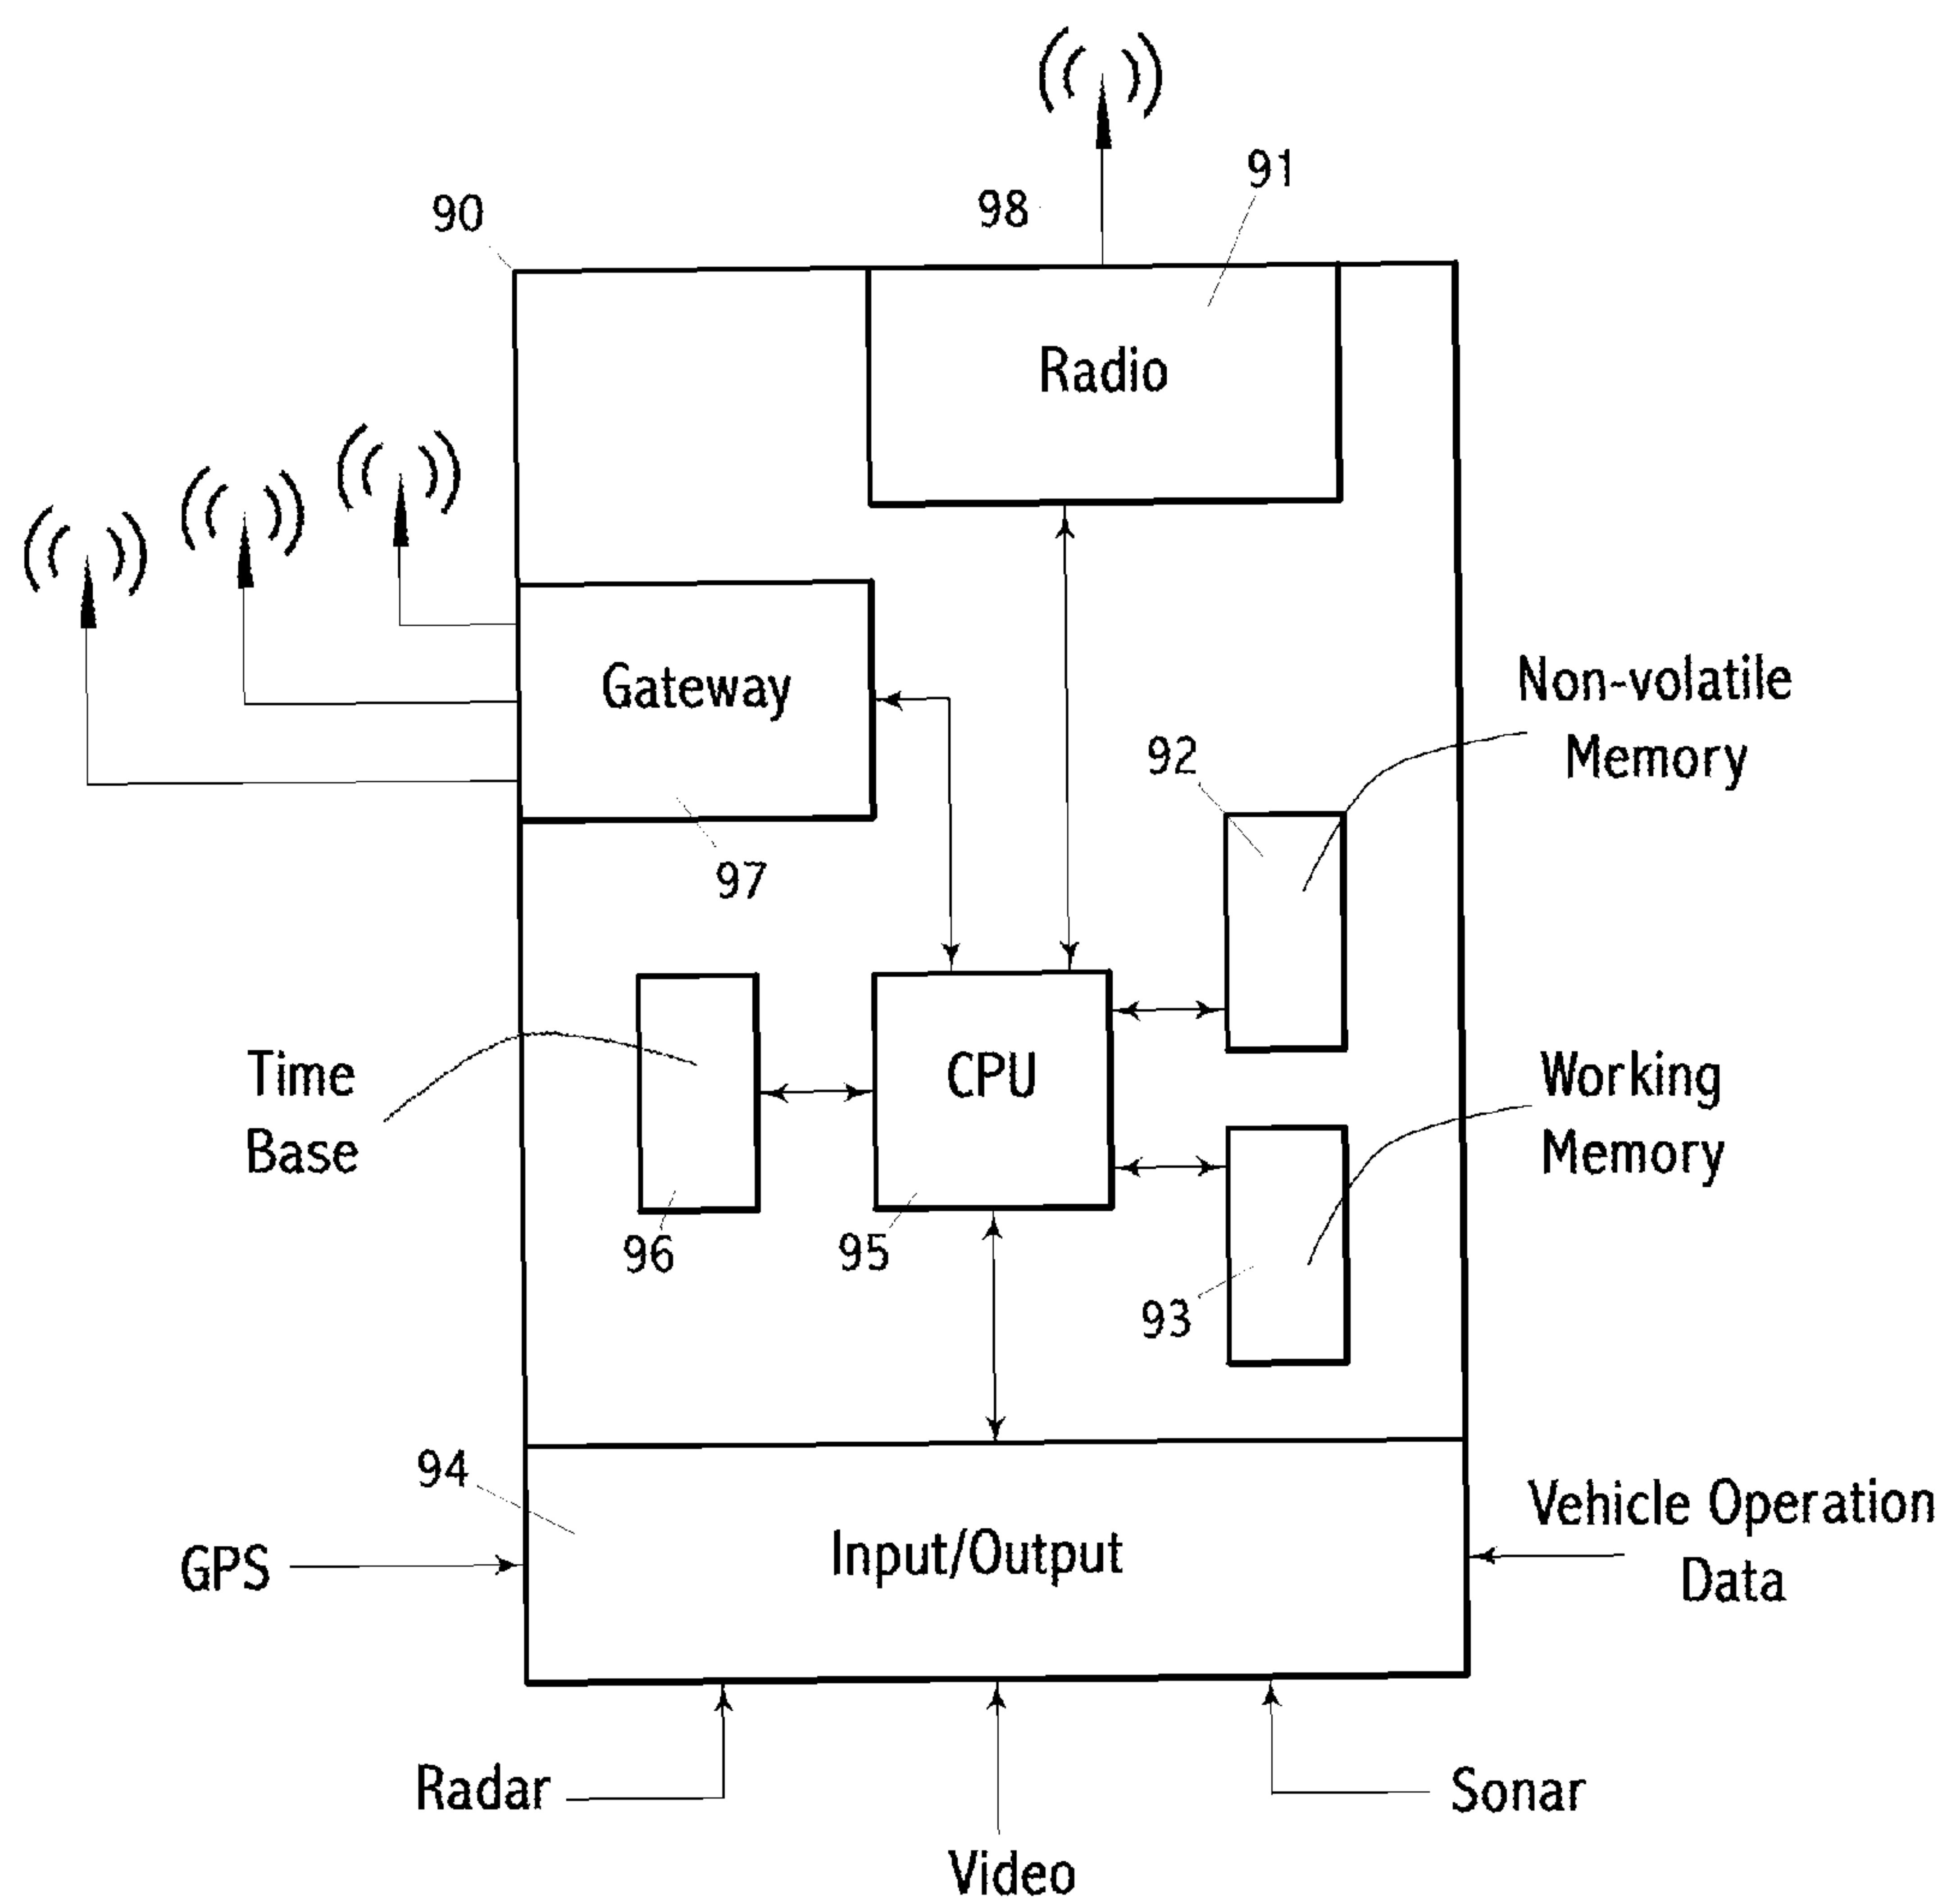 91
98
90
Radio
Non-volatile
Memory
Gateway
92
97
Time
Base
CPU
Working
Memory
96
95
93
94
Vehicle Operation
Data
GPS
Input/Output
Radar
Sonar
Video